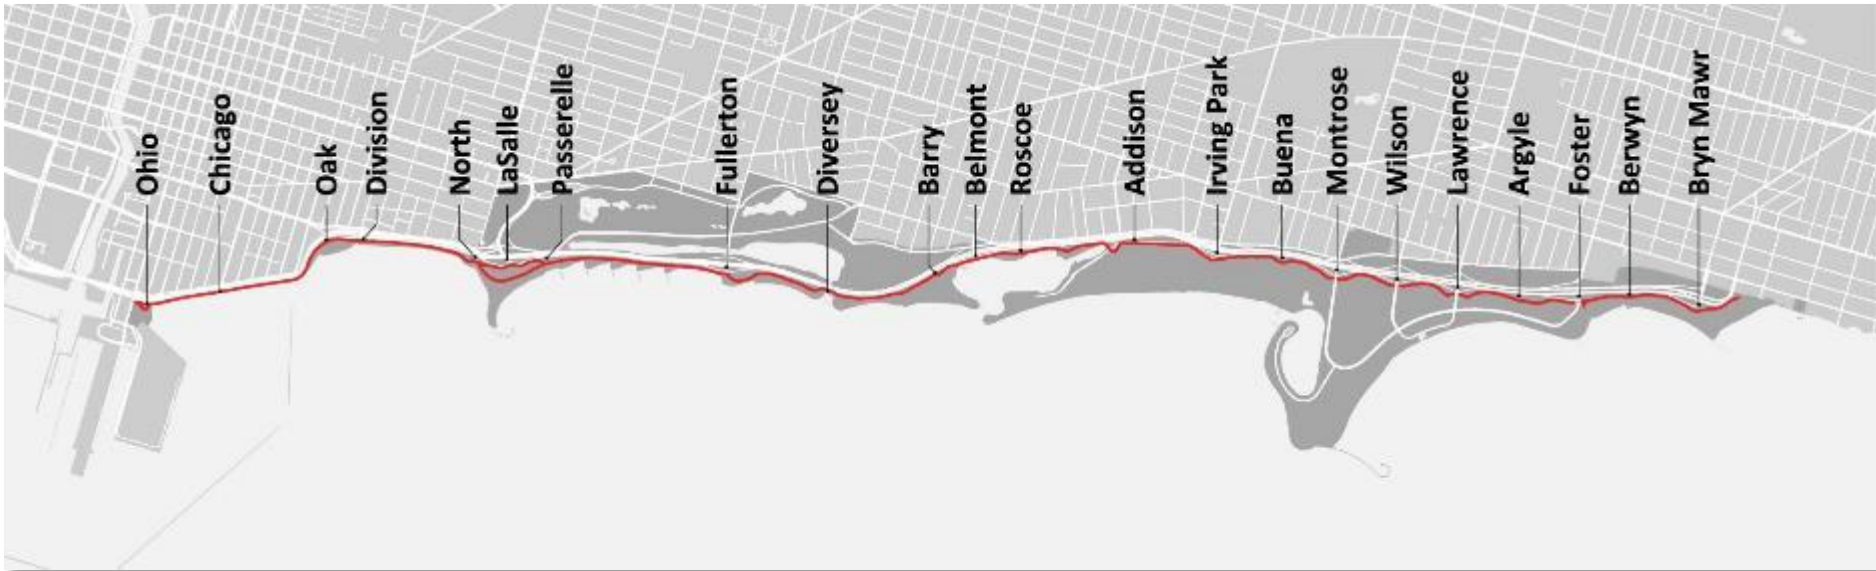 Ohio
Chicago
Oak
Division
North
LaSalle
Passerelle
Fullerton
Diversey
Barry
Belmont
Roscoe
Addison
Irving Park
Buena
Montrose
Wilson
Lawrence
Argyle
Foster
Berwyn
Bryn Mawr